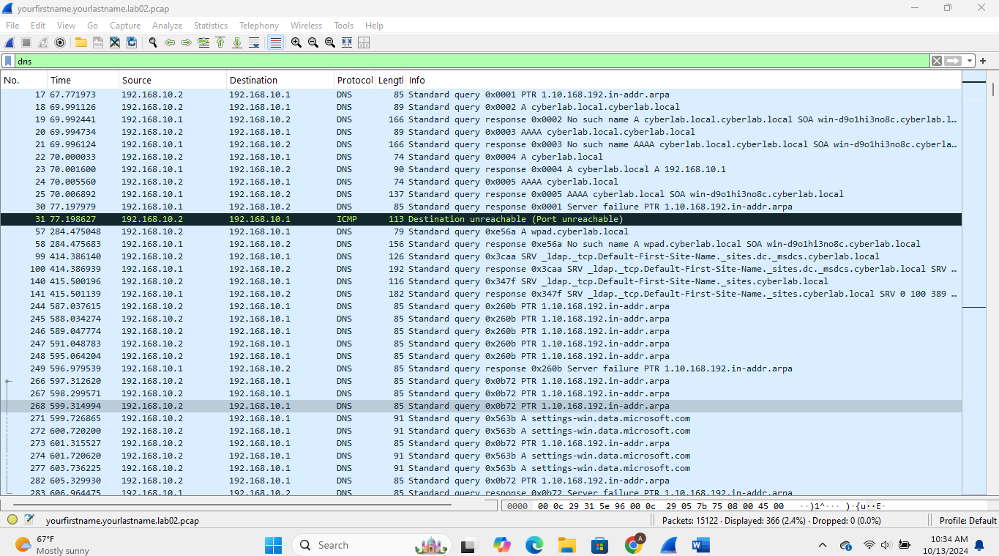 yourfirstname.yourlastname.lab02.pcap
File Edit View Go Capture Analyze Statistics Telephony Wireless Tools Help
dns
No. Time Source Destination Protocol Lengtl Info
17 67.771973 192.168.10.2 192.168.10.1 DNS 85 Standard query 0x0001 PTR 1.10.168.192.in-addr.arpa
18 69.991126 192.168.10.2 192.168.10.1 DNS 89 Standard query 0x0002 A cyberlab.local.cyberlab.local
19 69.992441 192.168.10.1 192.168.10.2 DNS 166 Standard query response 0x0002 No such name A cyberlab.local.cyberlab.local SOA win-d9o1hi3no8c.cyberlab.l…
20 69.994734 192.168.10.2 192.168.10.1 DNS 89 Standard query 0x0003 AAAA cyberlab.local.cyberlab.local
21 69.996124 192.168.10.1 192.168.10.2 DNS 166 Standard query response 0x0003 No such name AAAA cyberlab.local.cyberlab.local SOA win-d9o1hi3no8c.cyberla…
22 70.000033 192.168.10.2 192.168.10.1 DNS 74 Standard query 0x0004 A cyberlab.local
23 70.001600 192.168.10.1 192.168.10.2 DNS 90 Standard query response 0x0004 A cyberlab.local A 192.168.10.1
24 70.005560 192.168.10.2 192.168.10.1 DNS 74 Standard query 0x0005 AAAA cyberlab.local
25 70.006892 192.168.10.1 192.168.10.2 DNS 137 Standard query response 0x0005 AAAA cyberlab.local SOA win-d9o1hi3no8c.cyberlab.local
30 77.197979 192.168.10.1 192.168.10.2 DNS 85 Standard query response 0x0001 Server failure PTR 1.10.168.192.in-addr.arpa
31 77.198627 192.168.10.2 192.168.10.1 ICMP 113 Destination unreachable (Port unreachable)
57 284.475048 192.168.10.2 192.168.10.1 DNS 79 Standard query 0xe56a A wpad.cyberlab.local
58 284.475683 192.168.10.1 192.168.10.2 DNS 156 Standard query response 0xe56a No such name A wpad.cyberlab.local SOA win-d9o1hi3no8c.cyberlab.local
99 414.386140 192.168.10.2 192.168.10.1 DNS 126 Standard query 0x3caa SRV _ldap._tcp.Default-First-Site-Name._sites.dc._msdcs.cyberlab.local
100 414.386939 192.168.10.1 192.168.10.2 DNS 192 Standard query response 0x3caa SRV _ldap._tcp.Default-First-Site-Name._sites.dc._msdcs.cyberlab.local SRV …
140 415.500196 192.168.10.2 192.168.10.1 DNS 116 Standard query 0x347f SRV _ldap._tcp.Default-First-Site-Name._sites.cyberlab.local
141 415.501139 192.168.10.1 192.168.10.2 DNS 182 Standard query response 0x347f SRV _ldap._tcp.Default-First-Site-Name._sites.cyberlab.local SRV 0 100 389 …
244 587.037615 192.168.10.2 192.168.10.1 DNS 85 Standard query 0x260b PTR 1.10.168.192.in-addr.arpa
245 588.034274 192.168.10.2 192.168.10.1 DNS 85 Standard query 0x260b PTR 1.10.168.192.in-addr.arpa
246 589.047774 192.168.10.2 192.168.10.1 DNS 85 Standard query 0x260b PTR 1.10.168.192.in-addr.arpa
247 591.048783 192.168.10.2 192.168.10.1 DNS 85 Standard query 0x260b PTR 1.10.168.192.in-addr.arpa
248 595.064204 192.168.10.2 192.168.10.1 DNS 85 Standard query 0x260b PTR 1.10.168.192.in-addr.arpa
249 596.979539 192.168.10.1 192.168.10.2 DNS 85 Standard query response 0x260b Server failure PTR 1.10.168.192.in-addr.arpa
266 597.312620 192.168.10.2 192.168.10.1 DNS 85 Standard query 0x0b72 PTR 1.10.168.192.in-addr.arpa
267 598.299571 192.168.10.2 192.168.10.1 DNS 85 Standard query 0x0b72 PTR 1.10.168.192.in-addr.arpa
268 599.314994 192.168.10.2 192.168.10.1 DNS 85 Standard query 0x0b72 PTR 1.10.168.192.in-addr.arpa
271 599.726865 192.168.10.2 192.168.10.1 DNS 91 Standard query 0x563b A settings-win.data.microsoft.com
272 600.720200 192.168.10.2 192.168.10.1 DNS 91 Standard query 0x563b A settings-win.data.microsoft.com
273 601.315527 192.168.10.2 192.168.10.1 DNS 85 Standard query 0x0b72 PTR 1.10.168.192.in-addr.arpa
274 601.720620 192.168.10.2 192.168.10.1 DNS 91 Standard query 0x563b A settings-win.data.microsoft.com
277 603.736225 192.168.10.2 192.168.10.1 DNS 91 Standard query 0x563b A settings-win.data.microsoft.com
282 605.329930 192.168.10.2 192.168.10.1 DNS 85 Standard query 0x0b72 PTR 1.10.168.192.in-addr.arpa
283 606.964475 192.168.10.1 192.168.10.2 DNS 85 Standard query response 0x0b72 Server failure PTR 1.10.168.192.in-addr.arpa
0000 00 0c 29 31 5e 96 00 0c 29 05 7b 75 08 00 45 00 ··)1^··· )·{u··E·
yourfirstname.yourlastname.lab02.pcap Packets: 15122 · Displayed: 366 (2.4%) · Dropped: 0 (0.0%) Profile: Default
67°F
Mostly sunny
Search
A
10:34 AM
10/13/2024